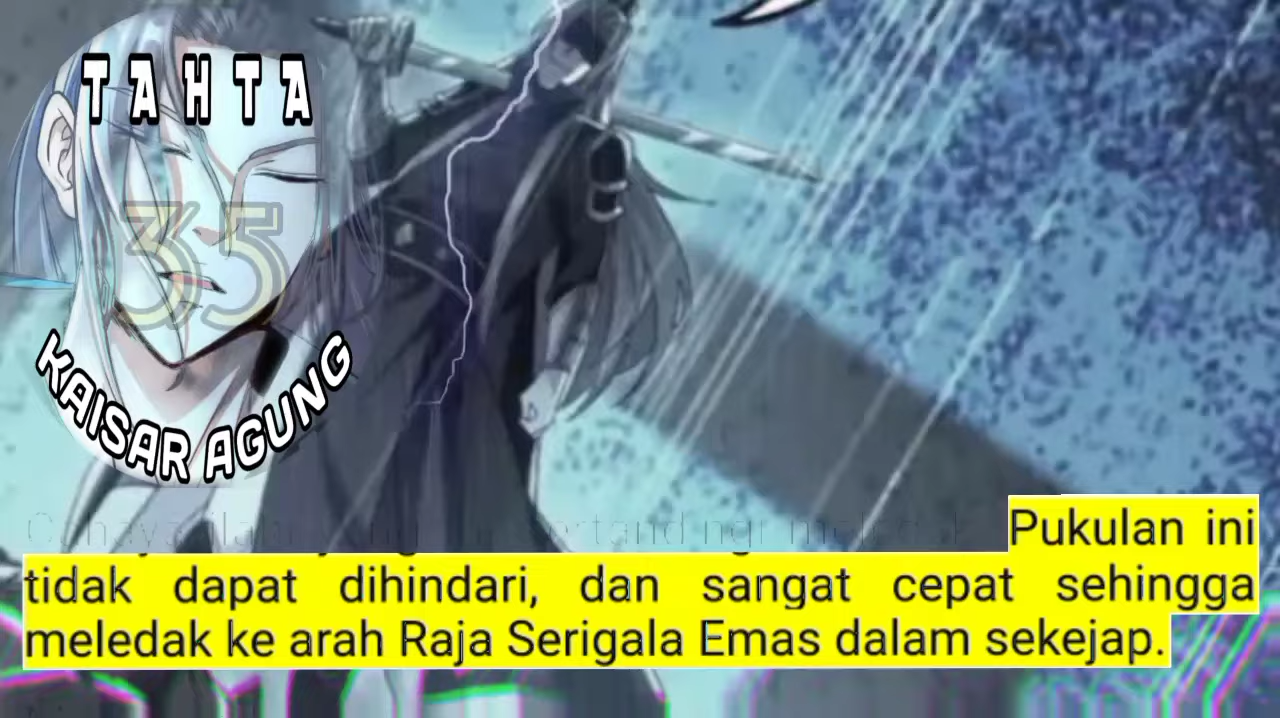 TAHTA
35
KAISAR AGUNG
Pukulan ini
tidak dapat dihindari, dan sangat cepat sehingga
meledak ke arah Raja Serigala Emas dalam sekejap.